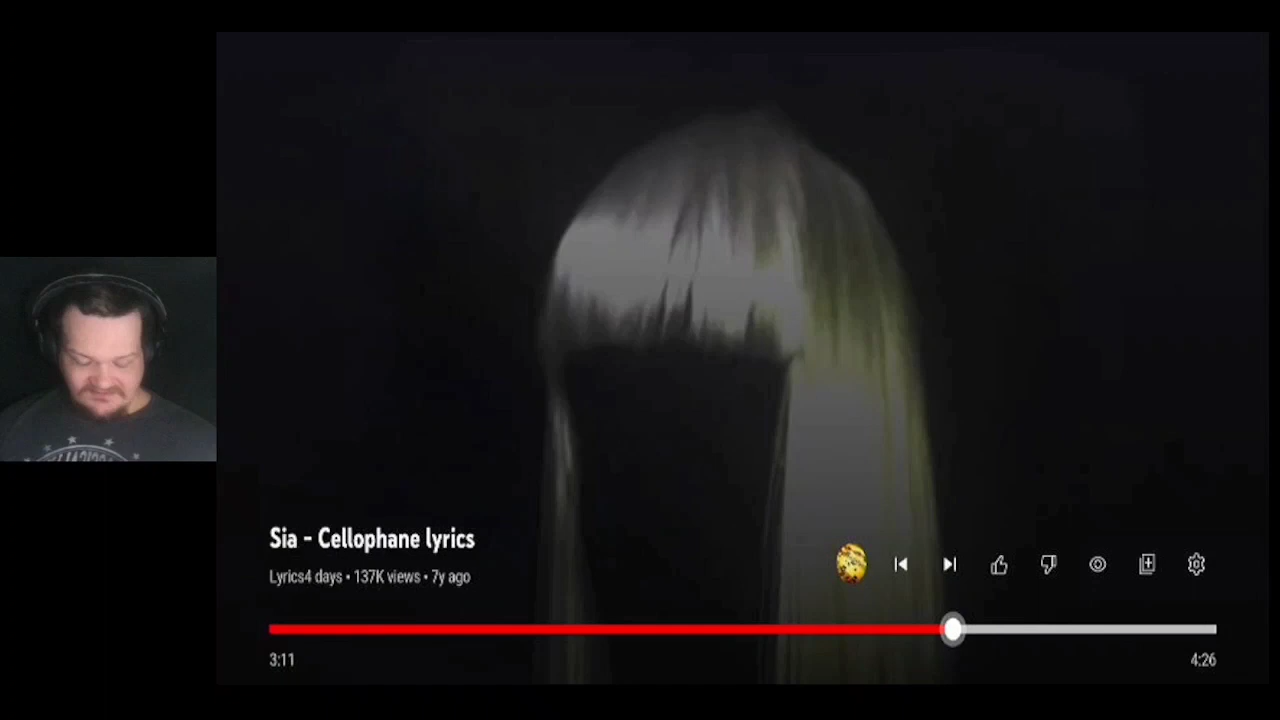 Sia - Cellophane lyrics
Lyrics4 days • 137K views • 7y ago
3:11
4:26